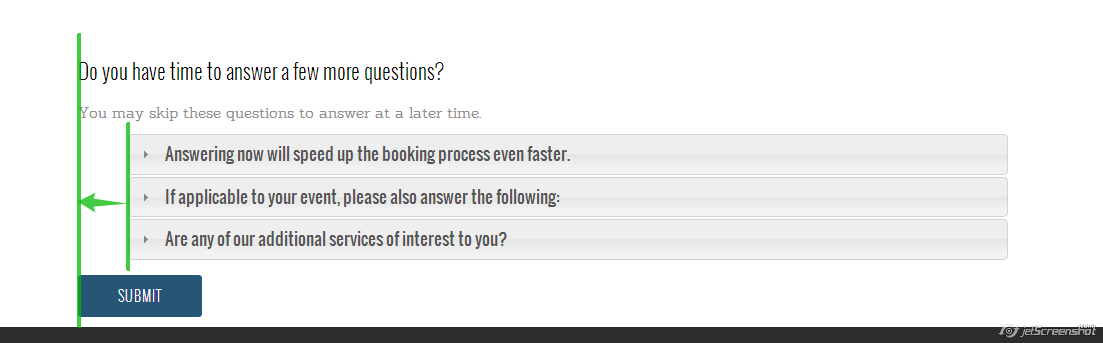 Do you have time to answer a few more questions?
You may skip these questions to answer at a later time.
Answering now will speed up the booking process even faster.
If applicable to your event, please also answer the following:
Are any of our additional services of interest to you?
SUBMIT
jetScreenshot